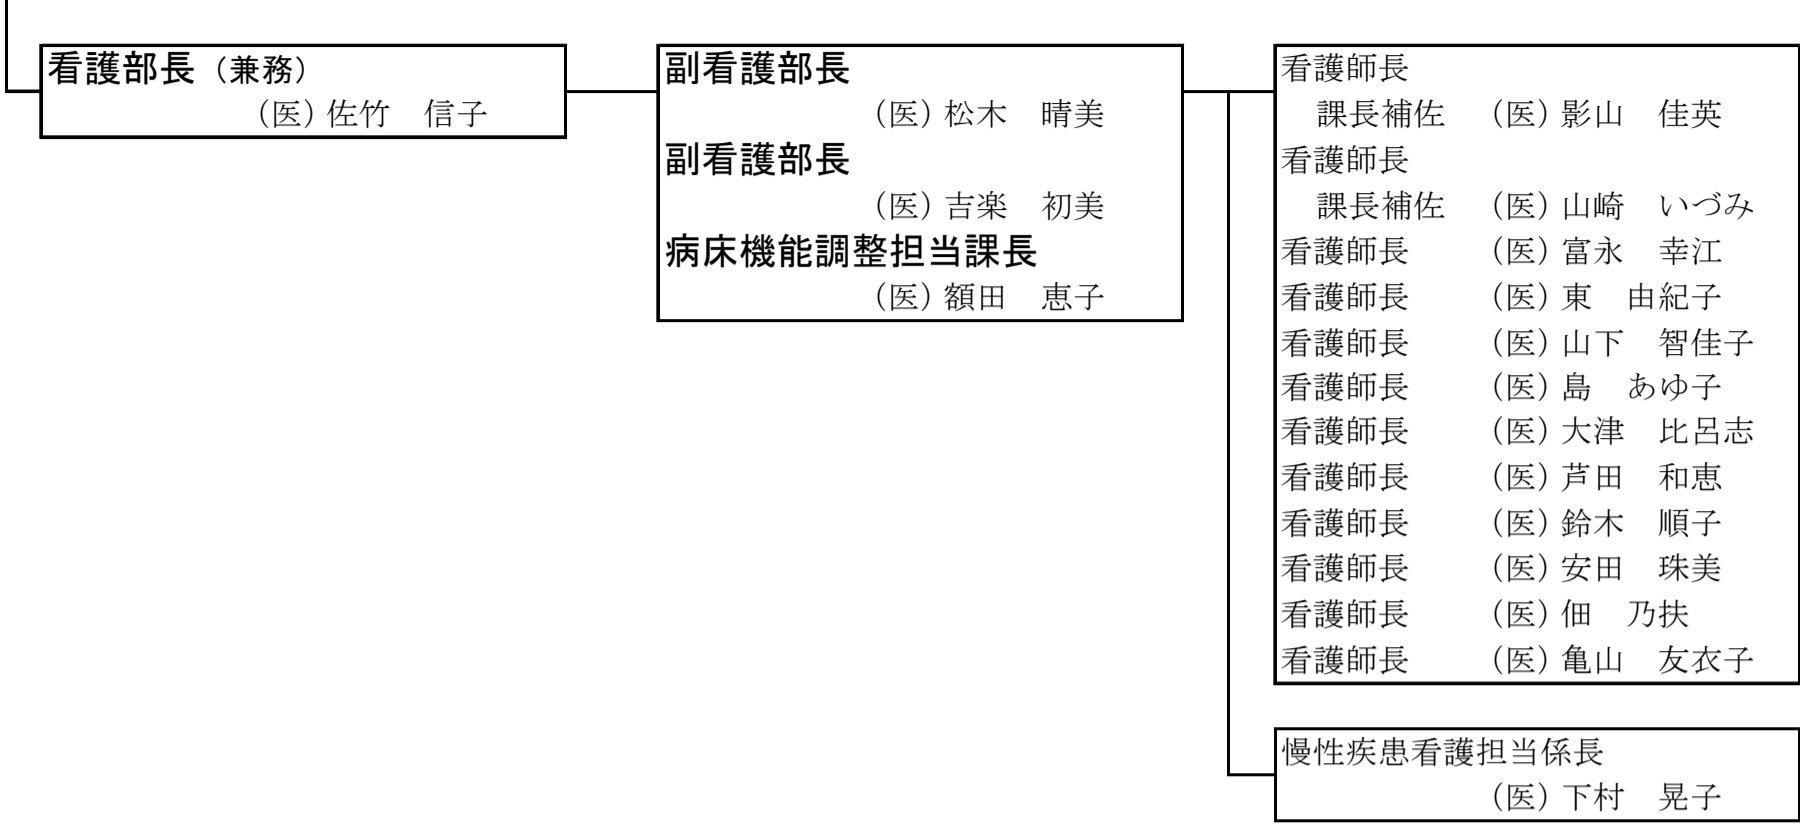 看護部長（兼務）
（医）佐竹　信子
副看護部長
（医）松木　晴美
副看護部長
（医）吉楽　初美
病床機能調整担当課長
（医）額田　恵子
看護師長
課長補佐　（医）影山　佳英
看護師長
課長補佐　（医）山崎　いづみ
看護師長　（医）富永　幸江
看護師長　（医）東　由紀子
看護師長　（医）山下　智佳子
看護師長　（医）島　あゆ子
看護師長　（医）大津　比呂志
看護師長　（医）芦田　和恵
看護師長　（医）鈴木　順子
看護師長　（医）安田　珠美
看護師長　（医）佃　乃扶
看護師長　（医）亀山　友衣子
慢性疾患看護担当係長
（医）下村　晃子